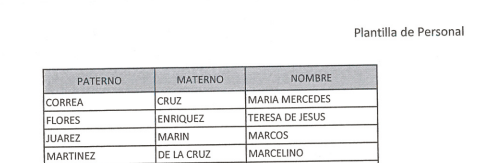 Plantilla de Personal
PATERNO MATERNO NOMBRE
CORREA CRUZ MARIA MERCEDES
FLORES ENRIQUEZ TERESA DE JESUS
JUAREZ MARIN MARCOS
MARTINEZ DE LA CRUZ MARCELINO